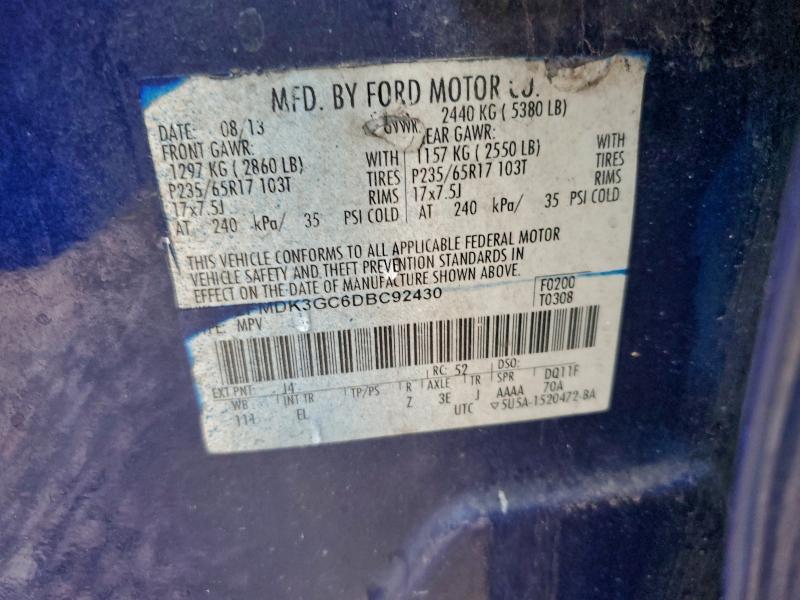 MFD. BY FORD MOTOR CO.
DATE: 08/13 GVWR: 2440 KG ( 5380 LB)
FRONT GAWR: REAR GAWR:
1297 KG ( 2860 LB) WITH 1157 KG ( 2550 LB) WITH
P235/65R17 103T TIRES P235/65R17 103T TIRES
17x7.5J RIMS 17x7.5J RIMS
AT 240 kPa/ 35 PSI COLD AT 240 kPa/ 35 PSI COLD
THIS VEHICLE CONFORMS TO ALL APPLICABLE FEDERAL MOTOR
VEHICLE SAFETY AND THEFT PREVENTION STANDARDS IN
EFFECT ON THE DATE OF MANUFACTURE SHOWN ABOVE.
MDK3GC6DBC92430 F0200
MPV T0308
EXT PNT: J4 RC: 52 DSO:
WB INT TR TP/PS R AXLE TR SPR DQ11F
114 EL Z 3E J AAAA 70A
UTC ▽5U5A-1520472-BA